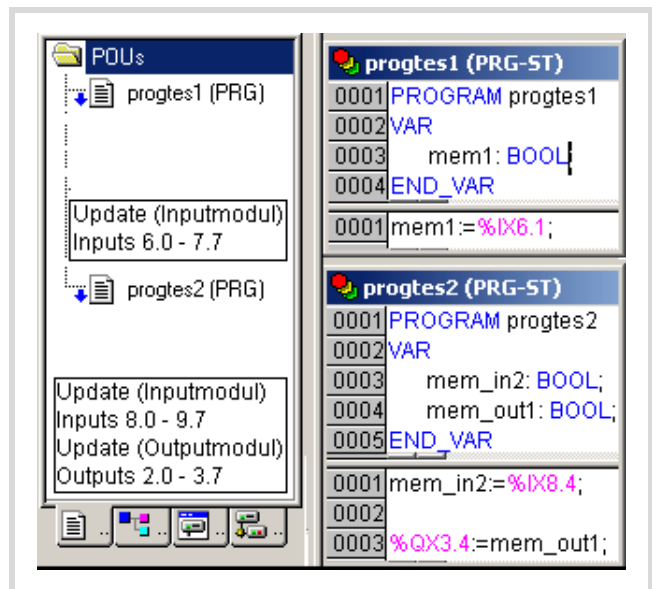 POUs
progtes1 (PRG)
Update (Inputmodul)
Inputs 6.0 - 7.7
progtes2 (PRG)
Update (Inputmodul)
Inputs 8.0 - 9.7
Update (Outputmodul)
Outputs 2.0 - 3.7
.. .. .. ..
progtes1 (PRG-ST)
0001 PROGRAM progtes1
0002 VAR
0003 mem1: BOOL;
0004 END_VAR
0001 mem1:=%IX6.1;
progtes2 (PRG-ST)
0001 PROGRAM progtes2
0002 VAR
0003 mem_in2: BOOL;
0004 mem_out1: BOOL;
0005 END_VAR
0001 mem_in2:=%IX8.4;
0002
0003 %QX3.4:=mem_out1;